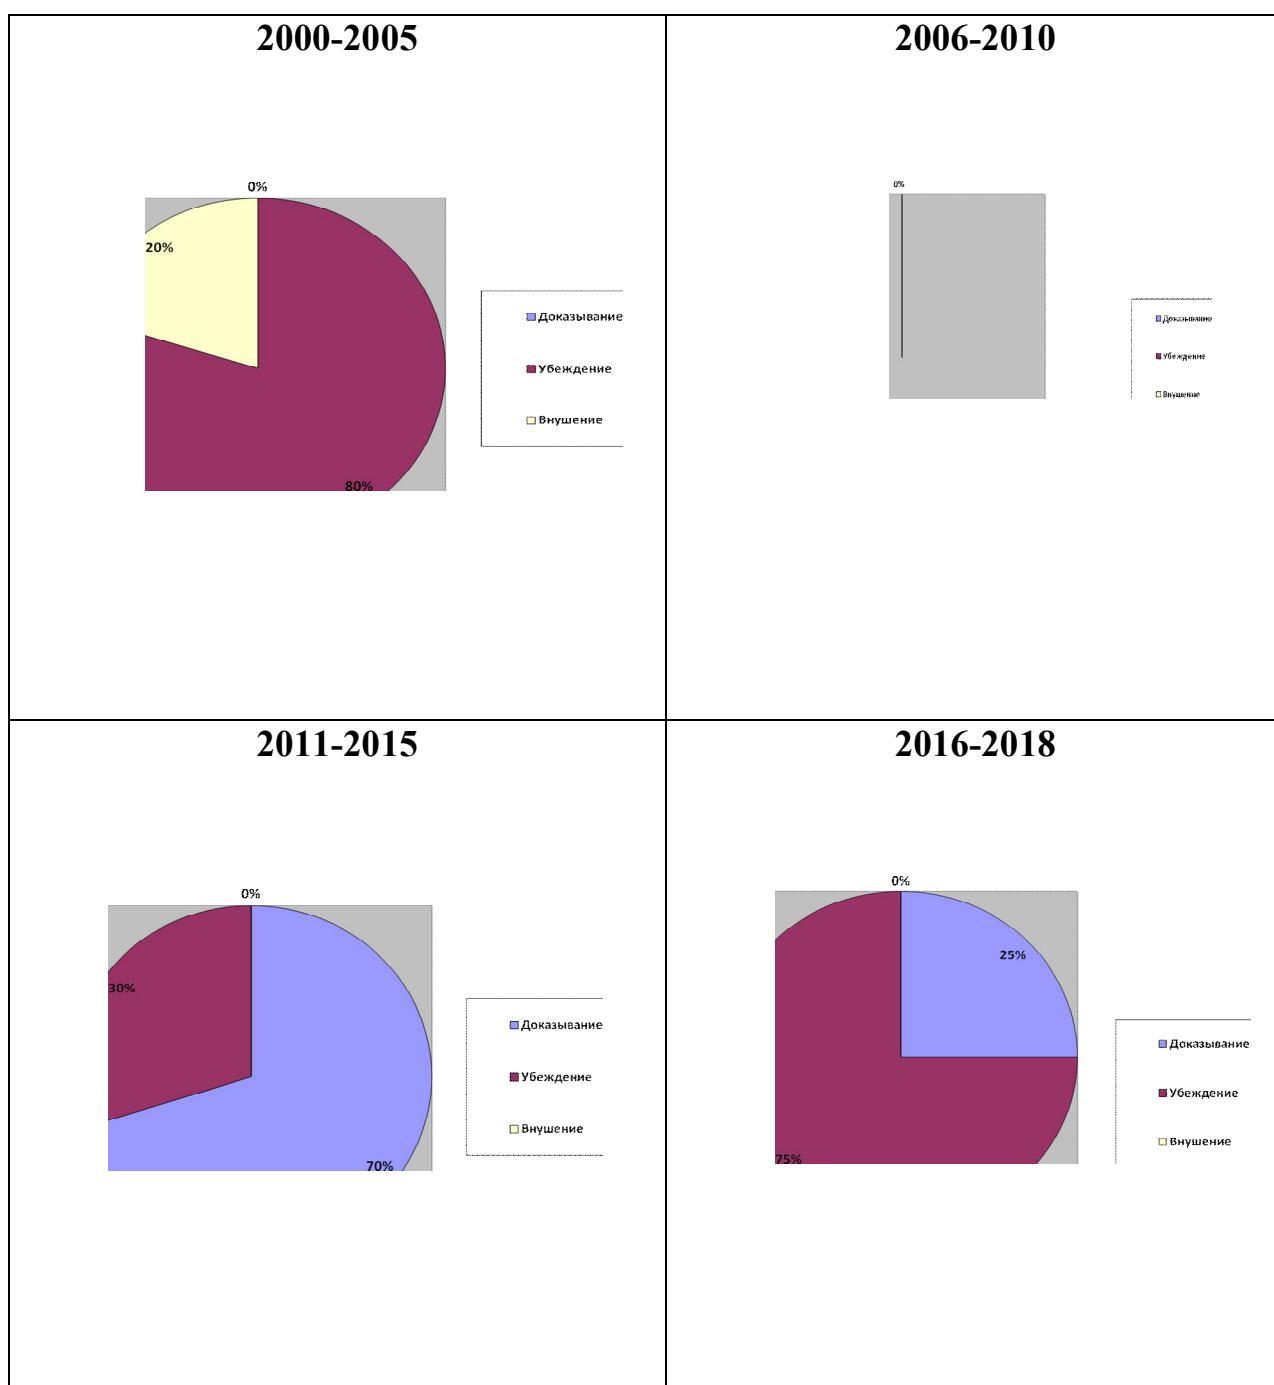 2000-2005
0%
20%
80%
Доказывание
Убеждение
Внушение
2006-2010
0%
Доказывание
Убеждение
Внушение
2011-2015
0%
30%
70%
Доказывание
Убеждение
Внушение
2016-2018
0%
25%
75%
Доказывание
Убеждение
Внушение